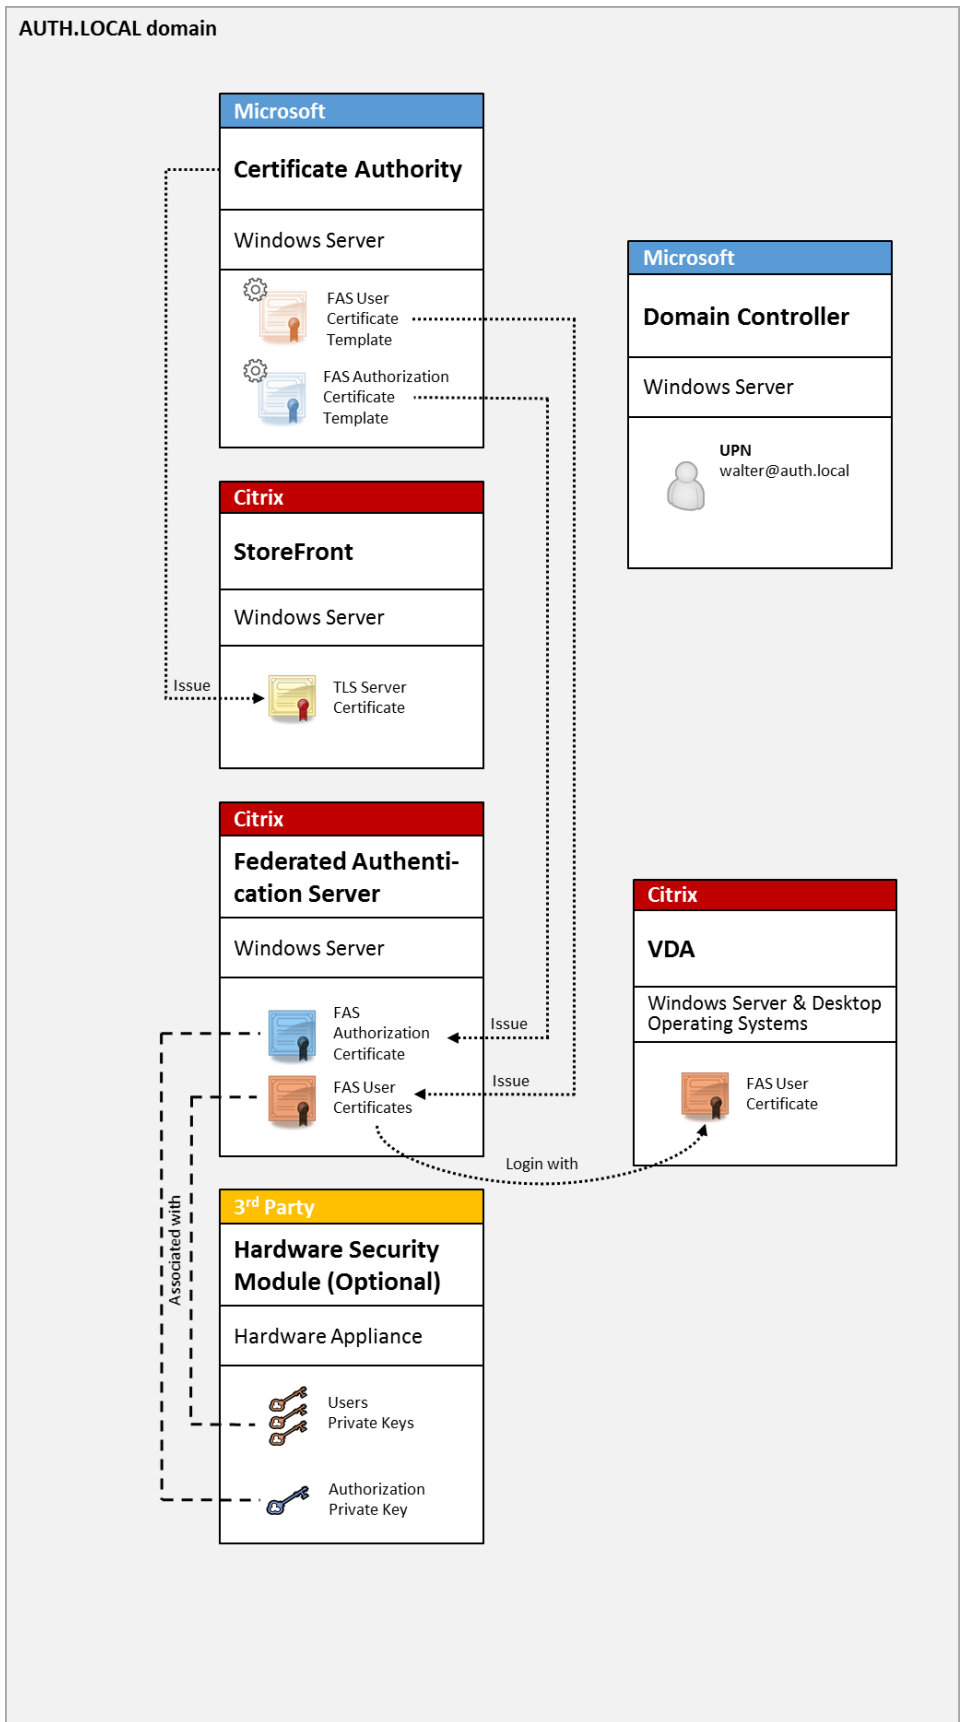 AUTH.LOCAL domain
Microsoft
Certificate Authority
Windows Server
FAS User
Certificate
Template
FAS Authorization
Certificate
Template
Microsoft
Domain Controller
Windows Server
UPN
walter@auth.local
Citrix
StoreFront
Windows Server
Issue
TLS Server
Certificate
Citrix
Federated Authenti-
cation Server
Windows Server
FAS
Authorization
Certificate
Issue
FAS User
Certificates
Issue
Citrix
VDA
Windows Server & Desktop
Operating Systems
FAS User
Certificate
Login with
Associated with
3rd Party
Hardware Security
Module (Optional)
Hardware Appliance
Users
Private Keys
Authorization
Private Key